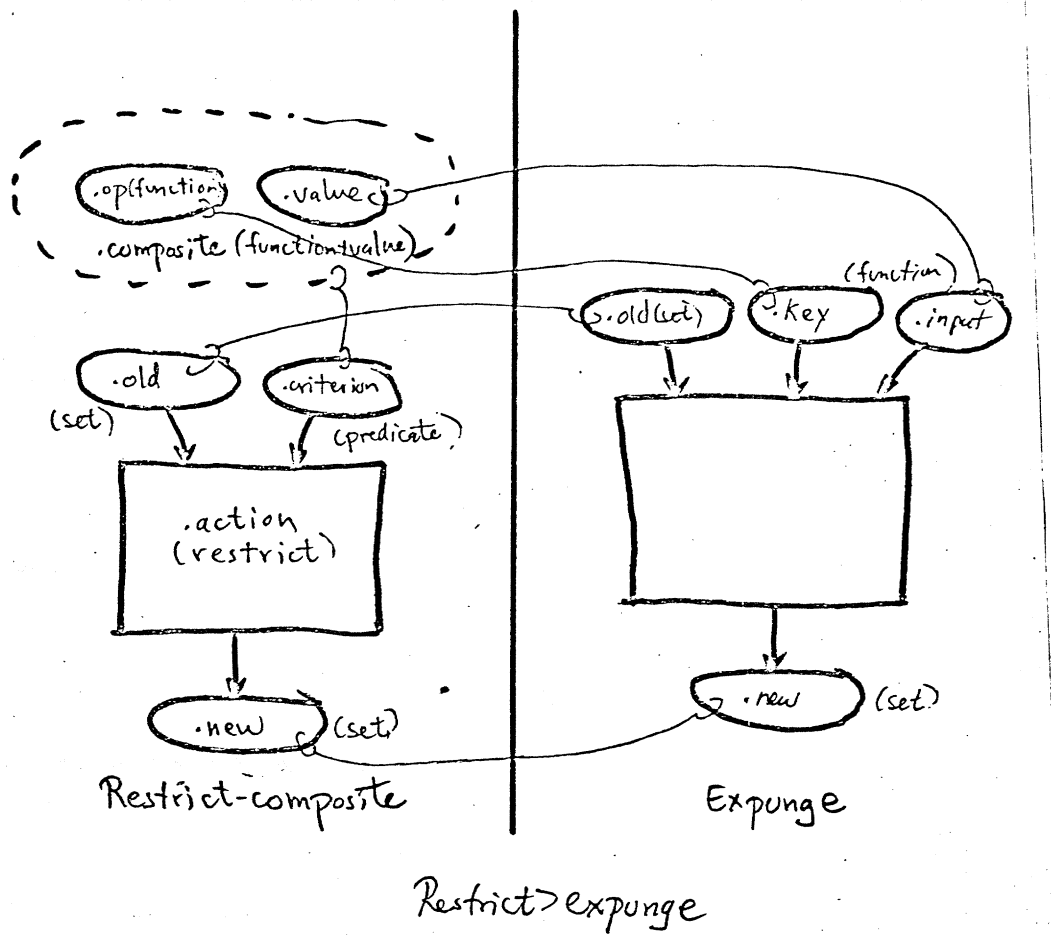 .op(function)
.value
.composite (function+value)
.old
(set)
.criterion
(predicate)
.action
(restrict)
.new
(set)
Restrict-composite
.old(set)
.key
(function)
.input
.new
(set)
Expunge
Restrict>expunge